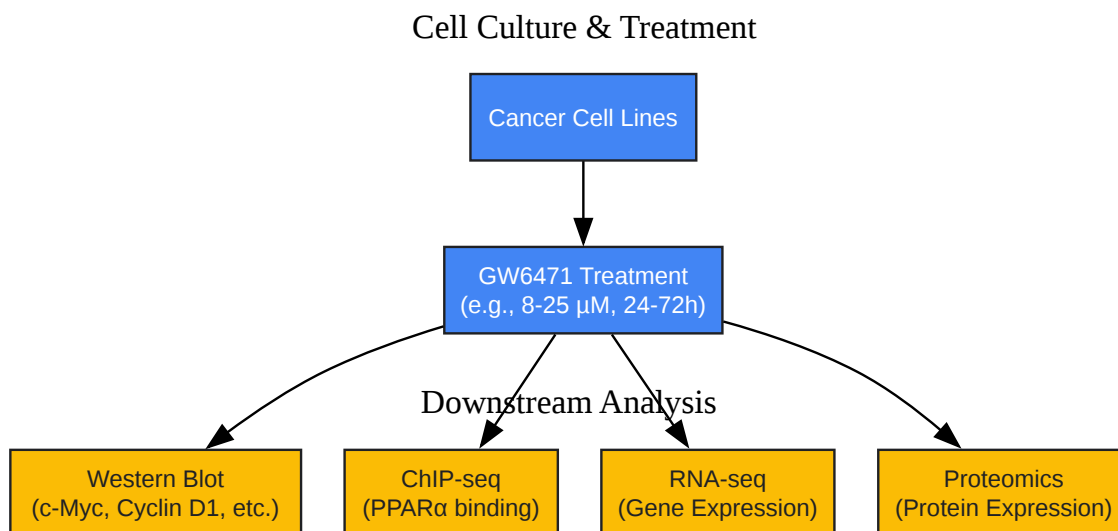 Cell Culture & Treatment
Cancer Cell Lines
GW6471 Treatment
(e.g., 8-25 µM, 24-72h)
Downstream Analysis
Western Blot
(c-Myc, Cyclin D1, etc.)
ChIP-seq
(PPARα binding)
RNA-seq
(Gene Expression)
Proteomics
(Protein Expression)